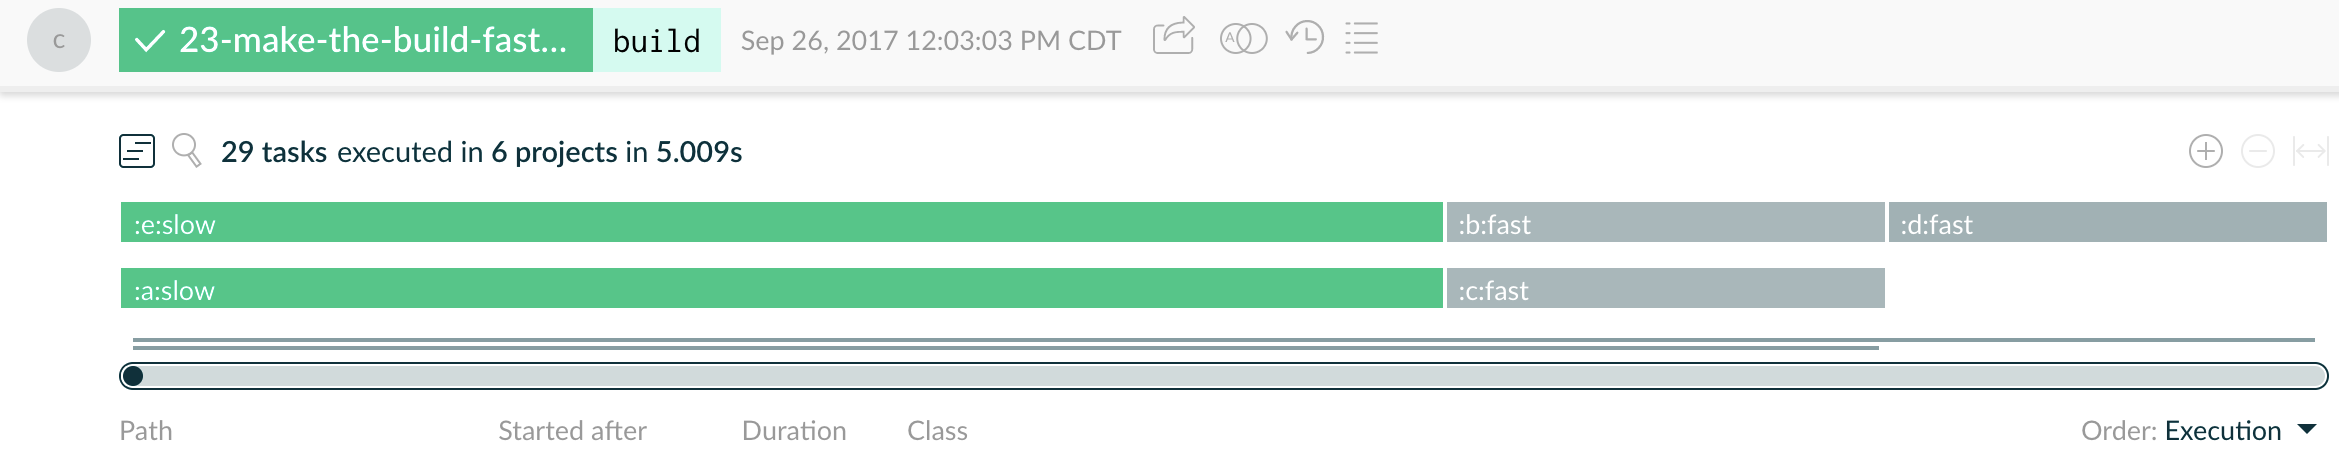 c 23-make-the-build-fast... build Sep 26, 2017 12:03:03 PM CDT A
29 tasks executed in 6 projects in 5.009s
:e:slow :b:fast :d:fast
:a:slow :c:fast
Path Started after Duration Class Order: Execution